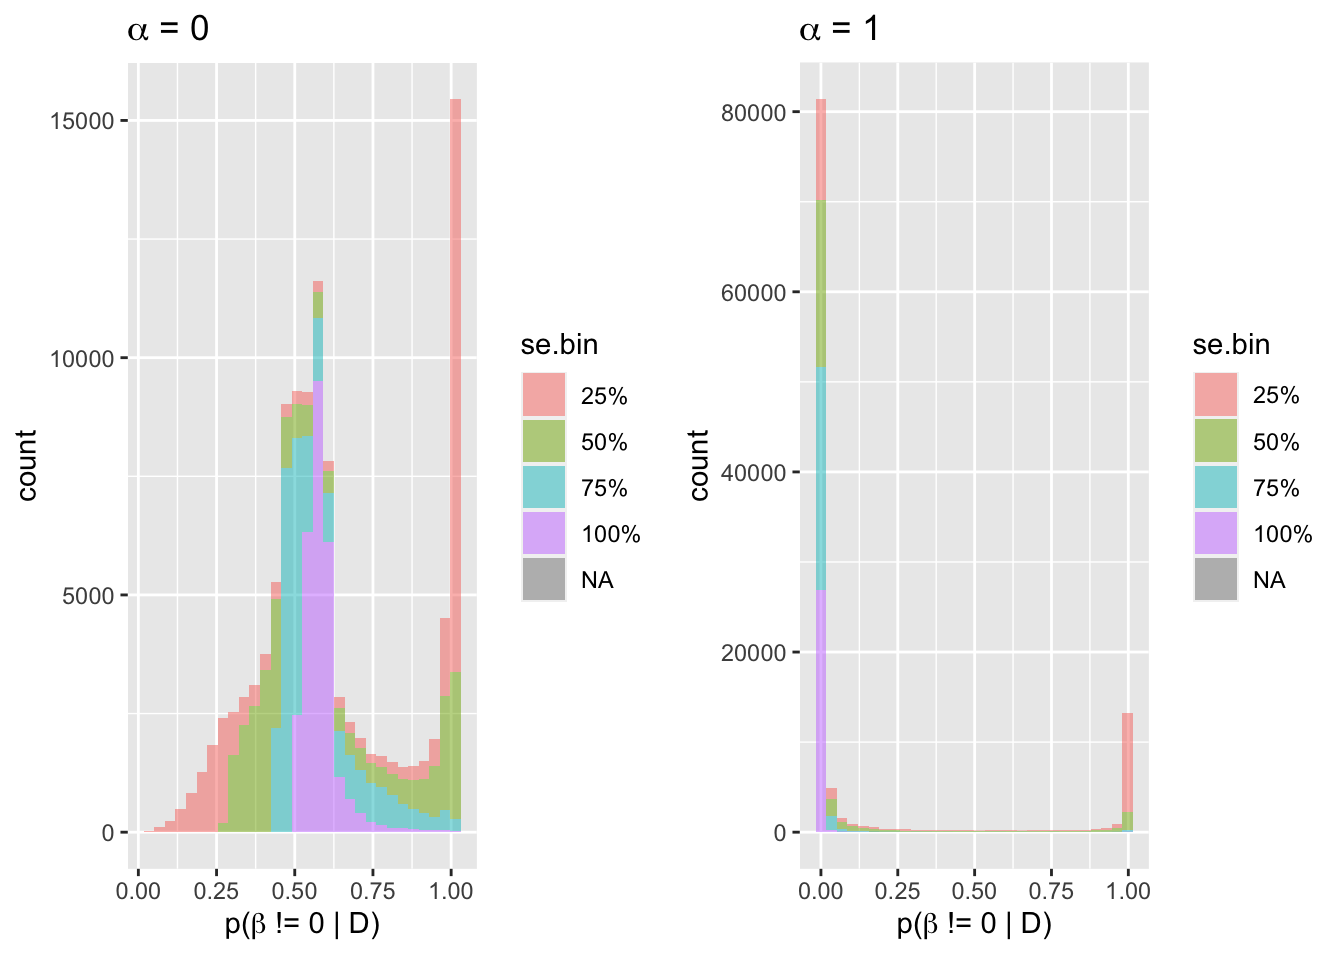 α = 0
15000
10000
5000
0
count
0.00 0.25 0.50 0.75 1.00
p(β != 0 | D)
se.bin
25%
50%
75%
100%
NA
α = 1
80000
60000
40000
20000
0
count
0.00 0.25 0.50 0.75 1.00
p(β != 0 | D)
se.bin
25%
50%
75%
100%
NA